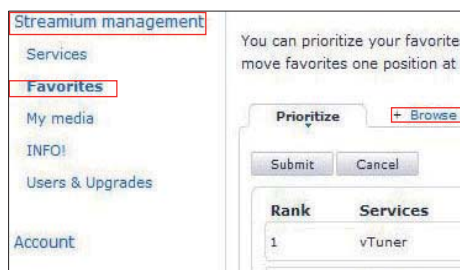 Streamium management
Services
Favorites
My media
INFO!
Users & Upgrades
Account
You can prioritize your favorite
move favorites one position at
Prioritize
+ Browse
Submit Cancel
Rank Services
1 vTuner